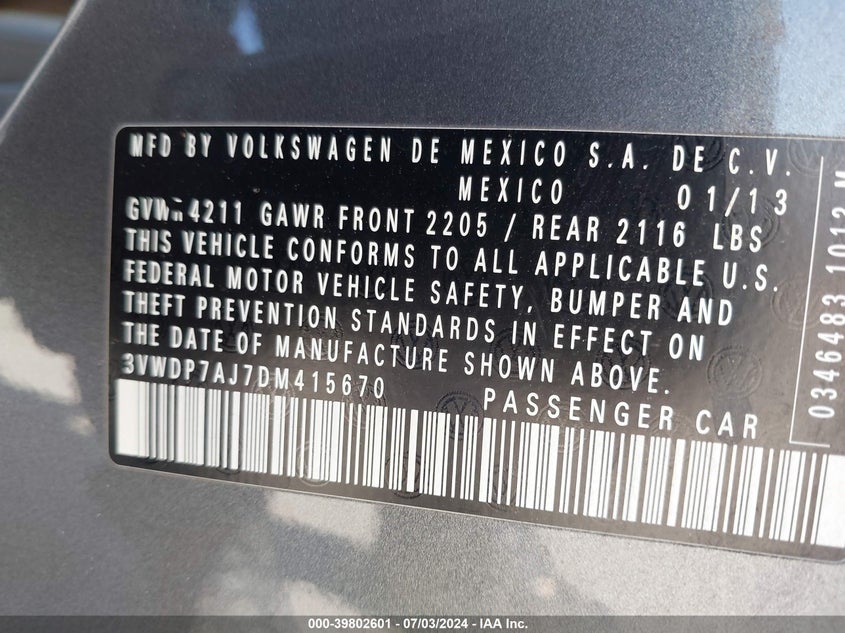 MFD BY VOLKSWAGEN DE MEXICO S.A. DE C.V.
MEXICO 01/13
GVWR 4211 GAWR FRONT 2205 / REAR 2116 LBS
THIS VEHICLE CONFORMS TO ALL APPLICABLE U.S.
FEDERAL MOTOR VEHICLE SAFETY, BUMPER AND
THEFT PREVENTION STANDARDS IN EFFECT ON
THE DATE OF MANUFACTURE SHOWN ABOVE.
3VWDP7AJ7DM415670
PASSENGER CAR
0346483 1013 M
000-39802601 - 07/03/2024 - IAA Inc.